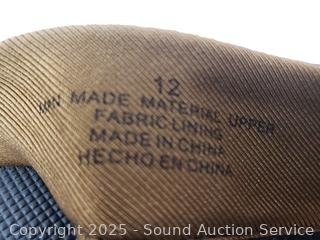 12
MAN MADE MATERIAL UPPER
FABRIC LINING
MADE IN CHINA
HECHO EN CHINA
Copyright 2025 - Sound Auction Service